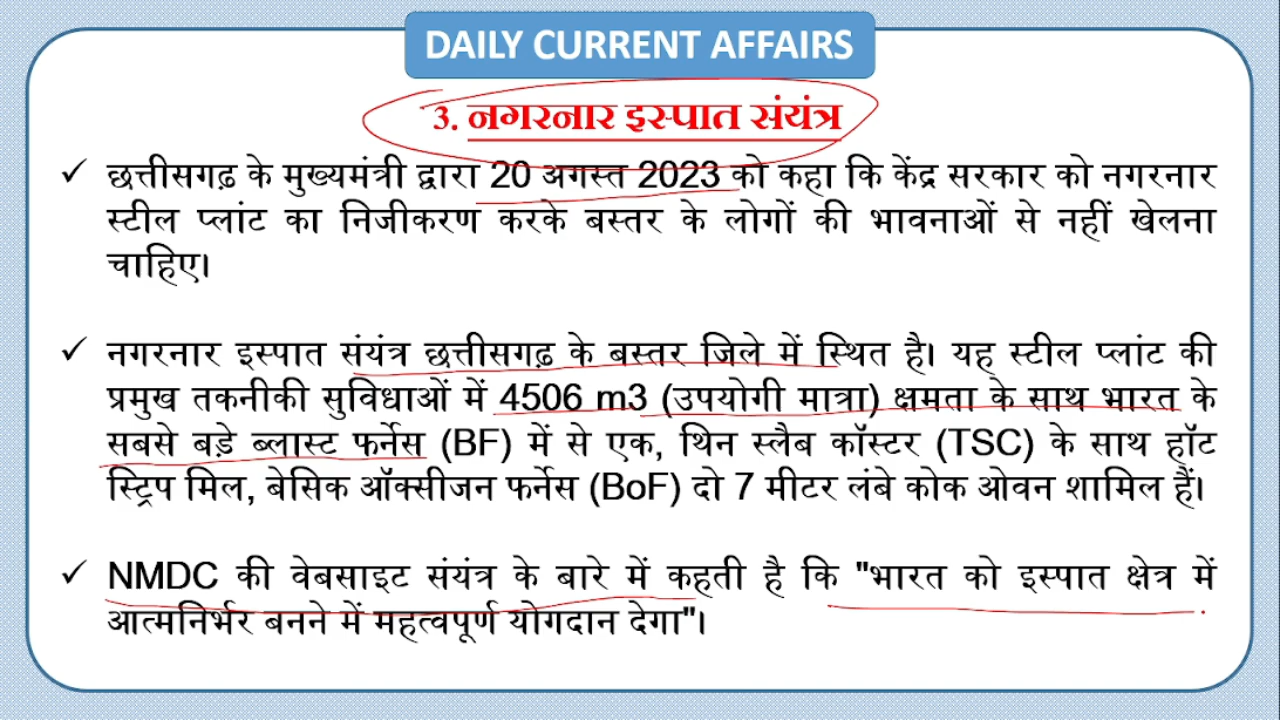 DAILY CURRENT AFFAIRS
3. नगरनार इस्पात संयंत्र
✓ छत्तीसगढ़ के मुख्यमंत्री द्वारा 20 अगस्त 2023 को कहा कि केंद्र सरकार को नगरनार
स्टील प्लांट का निजीकरण करके बस्तर के लोगों की भावनाओं से नहीं खेलना
चाहिए।
✓ नगरनार इस्पात संयंत्र छत्तीसगढ़ के बस्तर जिले में स्थित है। यह स्टील प्लांट की
प्रमुख तकनीकी सुविधाओं में 4506 m3 (उपयोगी मात्रा) क्षमता के साथ भारत के
सबसे बड़े ब्लास्ट फर्नेस (BF) में से एक, थिन स्लैब कॉस्टर (TSC) के साथ हॉट
स्ट्रिप मिल, बेसिक ऑक्सीजन फर्नेस (BoF) दो 7 मीटर लंबे कोक ओवन शामिल हैं।
✓ NMDC की वेबसाइट संयंत्र के बारे में कहती है कि "भारत को इस्पात क्षेत्र में
आत्मनिर्भर बनने में महत्वपूर्ण योगदान देगा"।